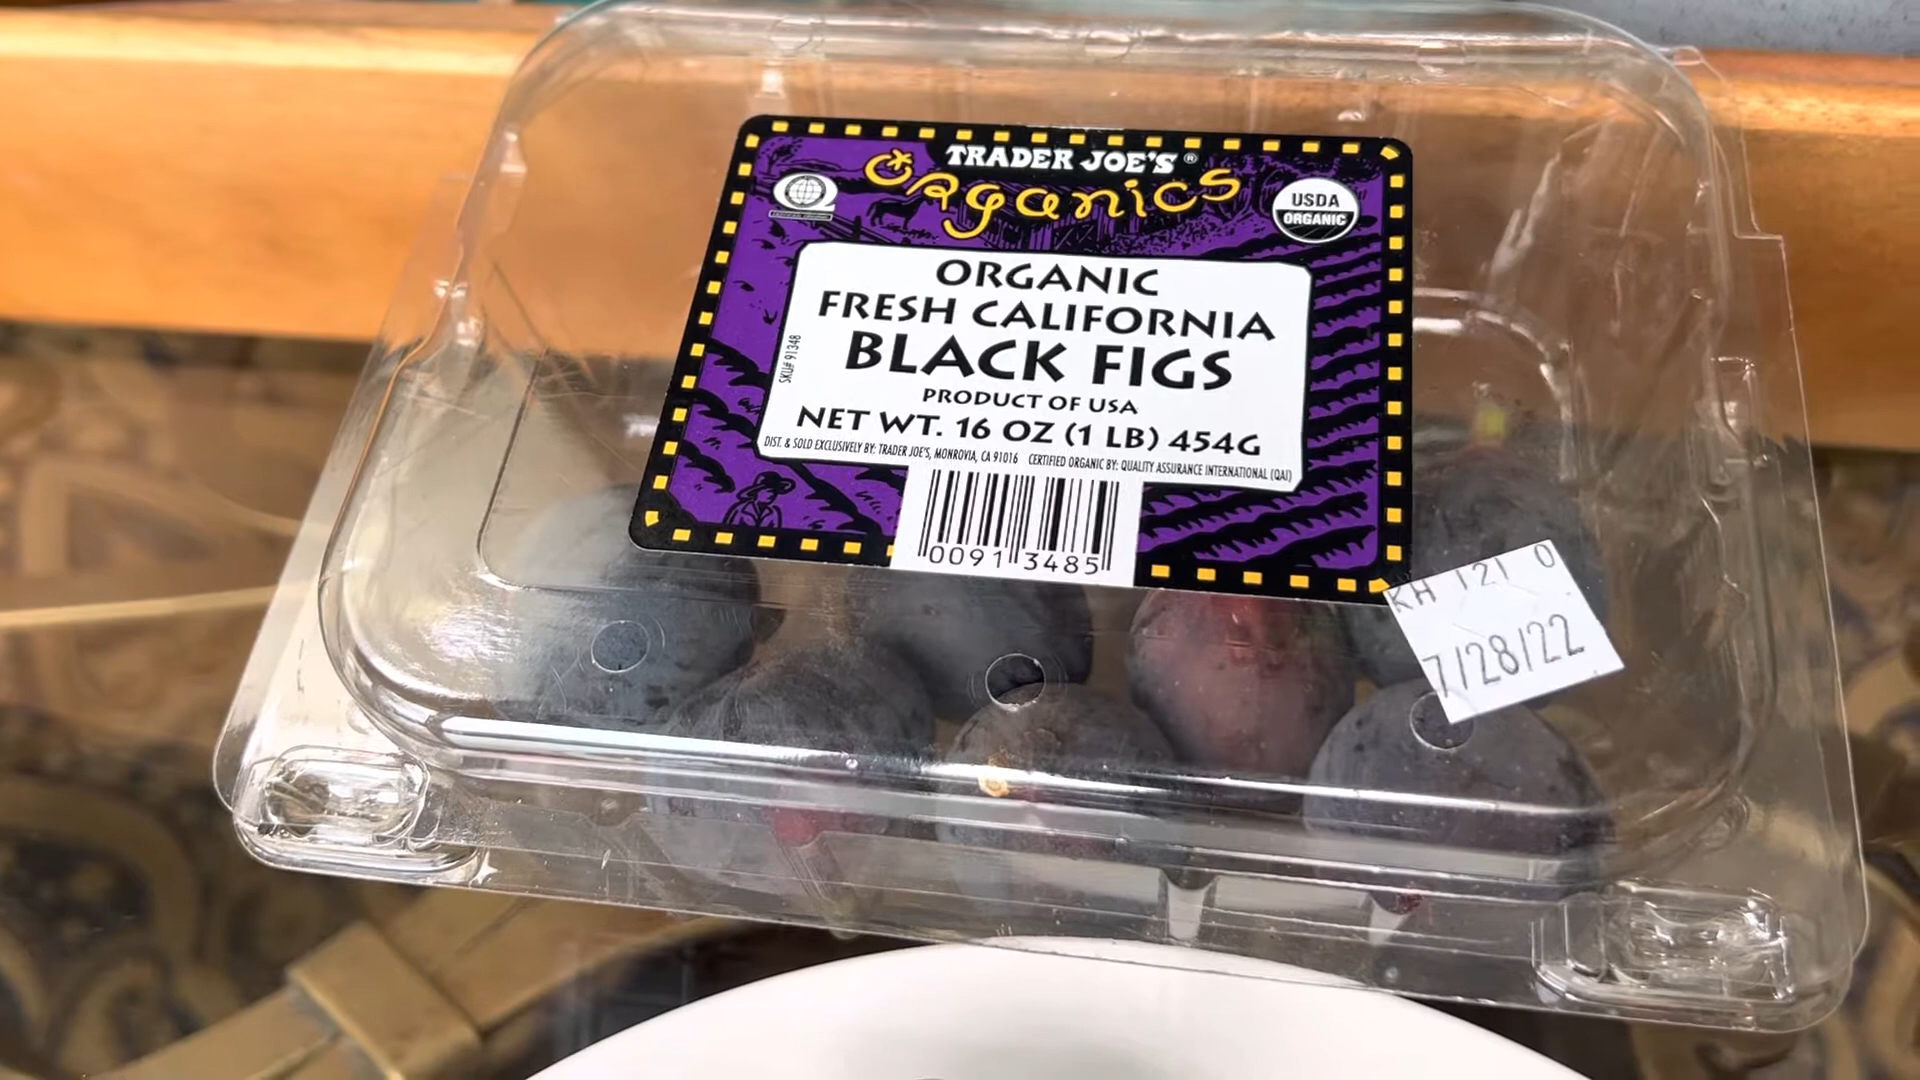 TRADER JOE'S®
ORganics
USDA
ORGANIC
ORGANIC
FRESH CALIFORNIA
BLACK FIGS
PRODUCT OF USA
NET WT. 16 OZ (1 LB) 454G
DIST. & SOLD EXCLUSIVELY BY: TRADER JOE'S, MONROVIA, CA 91016 CERTIFIED ORGANIC BY: QUALITY ASSURANCE INTERNATIONAL (QAI)
SKU# 91348
0091 3485
KH 121 0
7/28/22